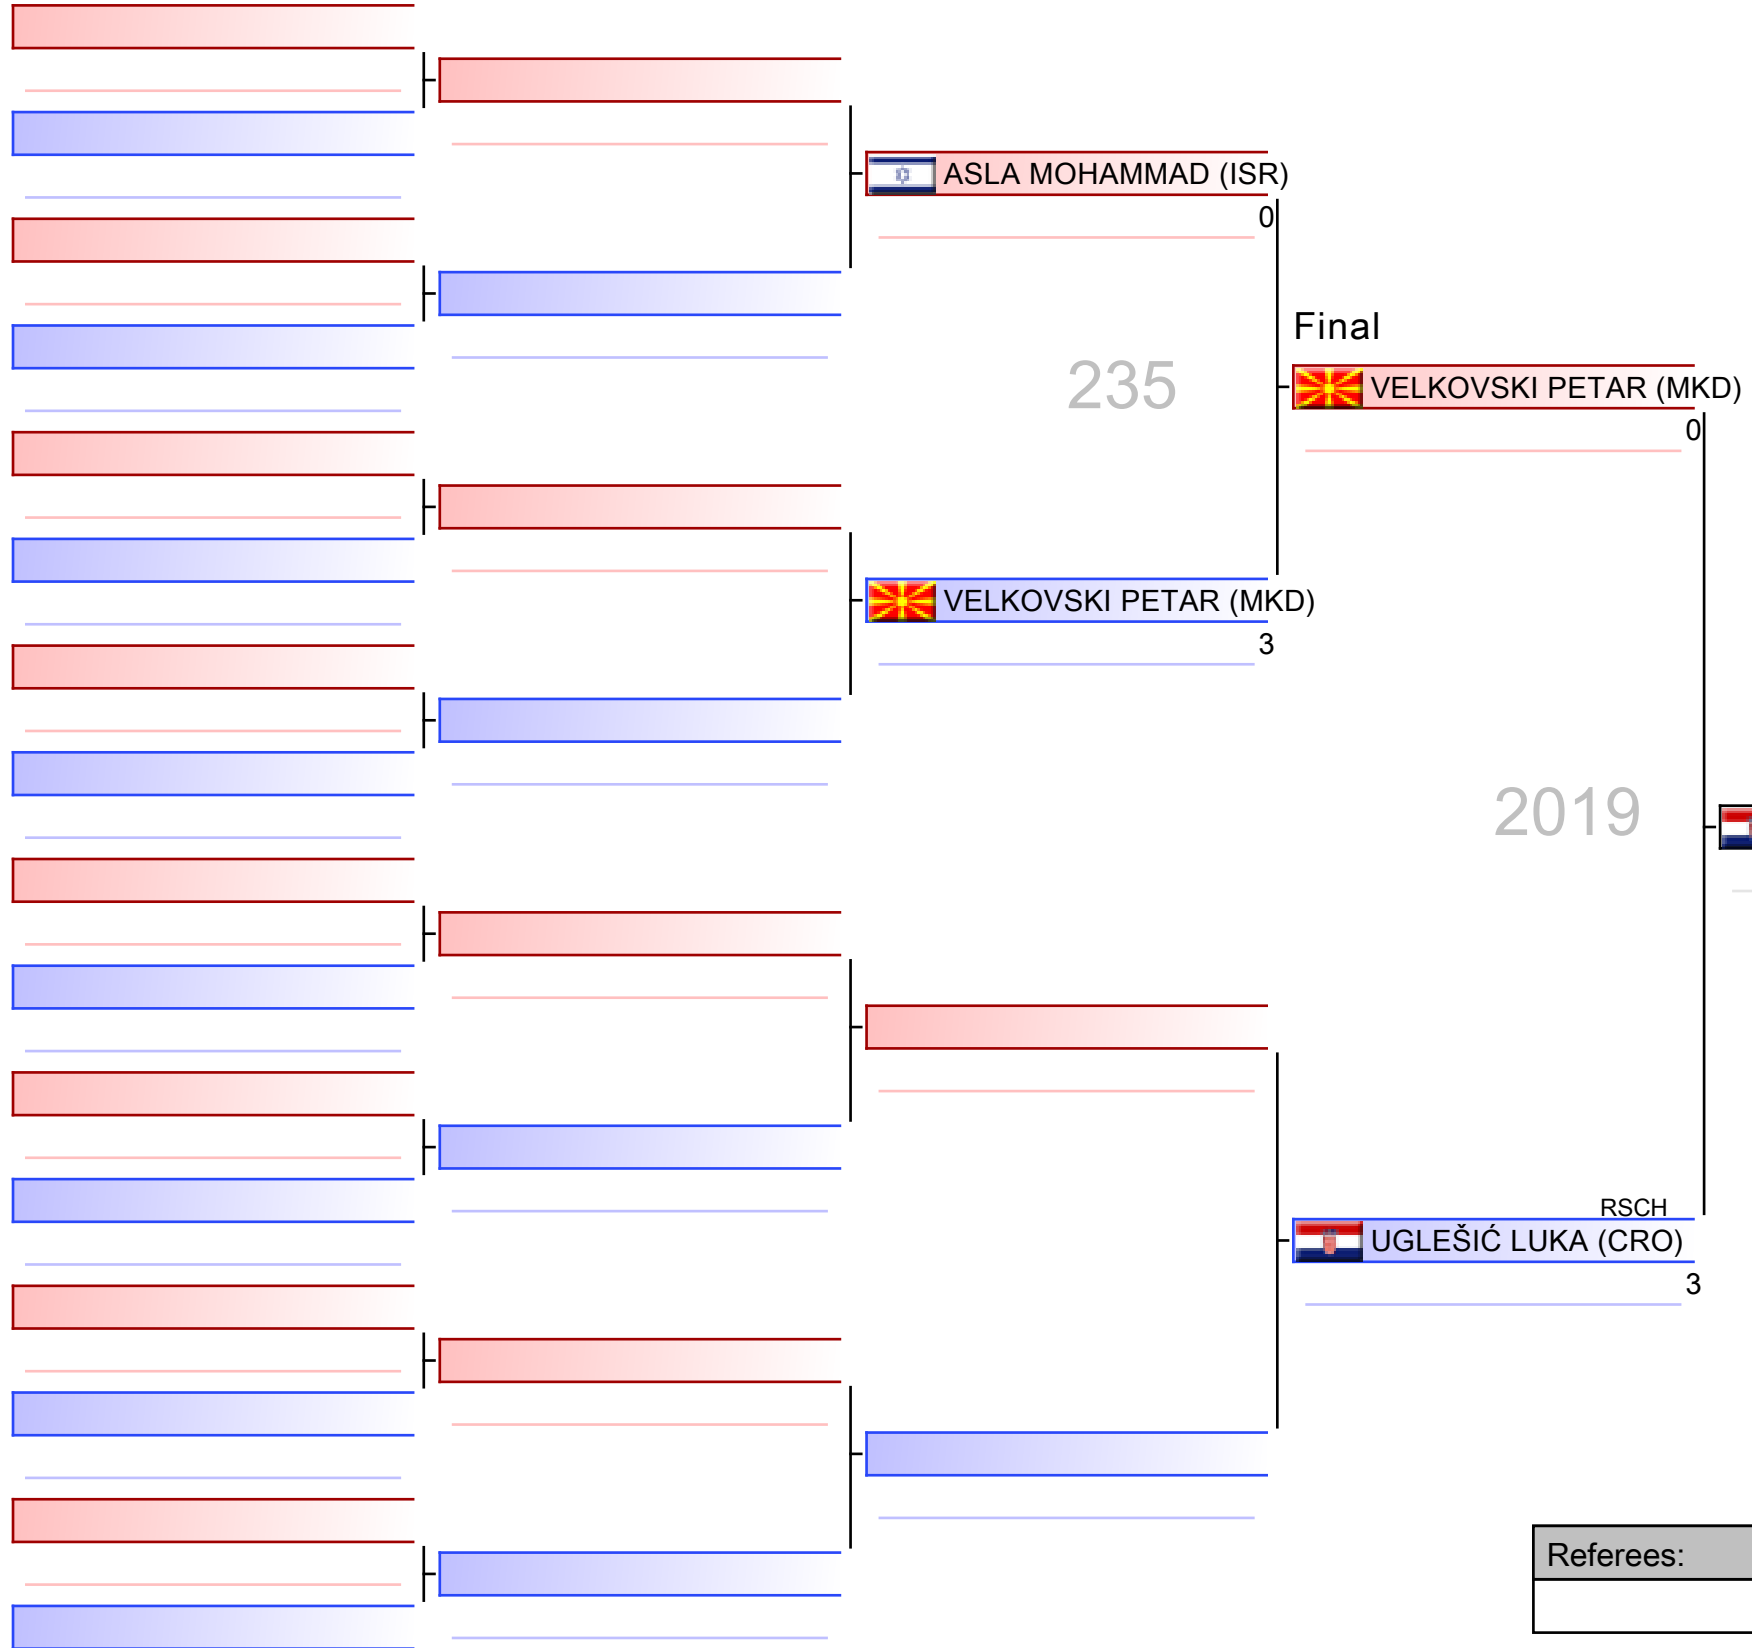 ASLA MOHAMMAD (ISR)
0
Final
235
VELKOVSKI PETAR (MKD)
0
VELKOVSKI PETAR (MKD)
3
2019
RSCH
UGLEŠIĆ LUKA (CRO)
3
Referees: